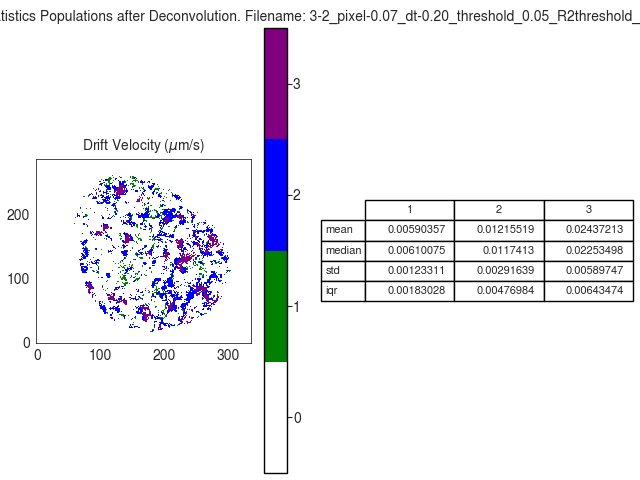 tistics Populations after Deconvolution. Filename: 3-2_pixel-0.07_dt-0.20_threshold_0.05_R2threshold_
Drift Velocity (μm/s)
200
100
0
0 100 200 300
3
2
1
0
1 2 3
mean 0.00590357 0.01215519 0.02437213
median 0.00610075 0.0117413 0.02253498
std 0.00123311 0.00291639 0.00589747
iqr 0.00183028 0.00476984 0.00643474